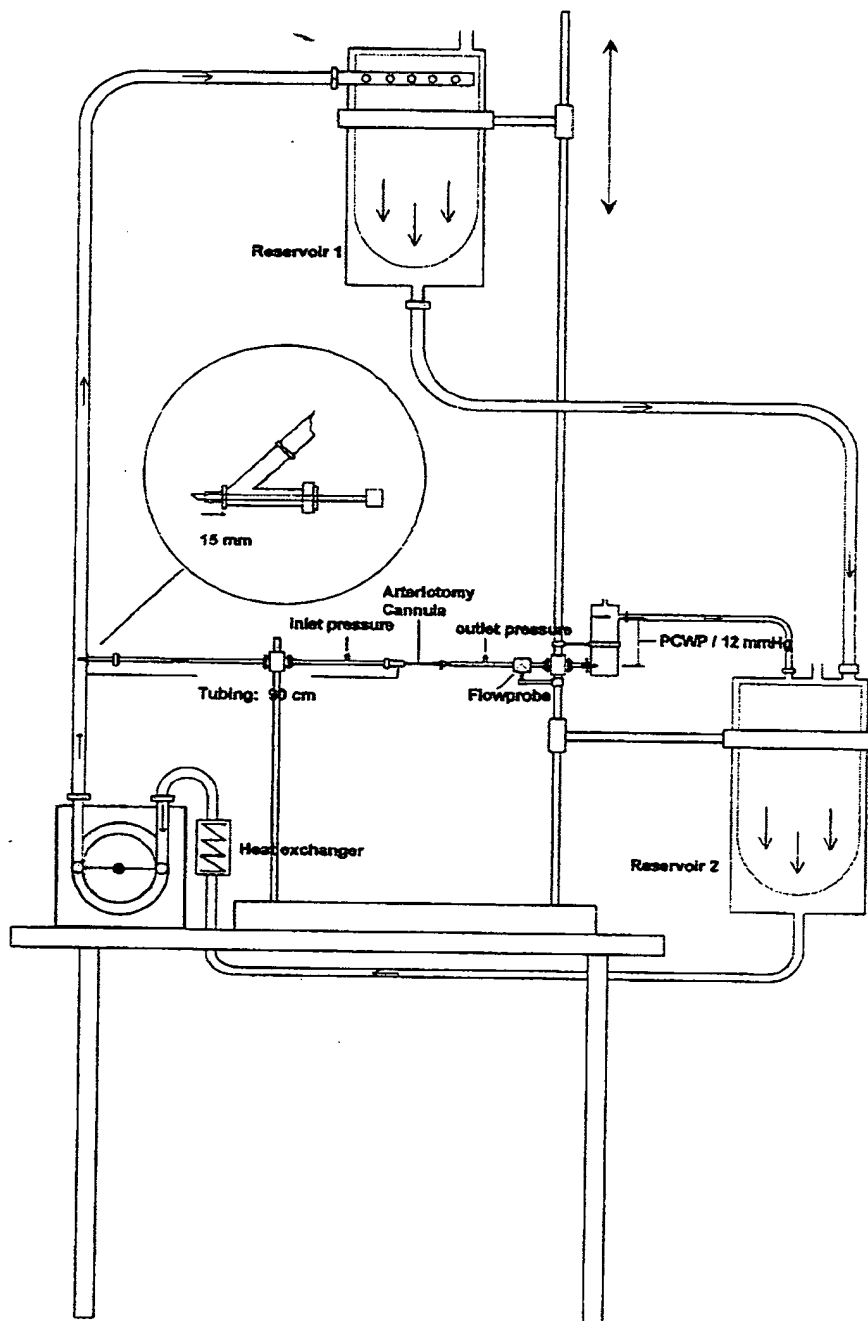 Reservoir 1
15 mm
Arteriotomy
Cannula
inlet pressure
outlet pressure
PCWP / 12 mmHg
Tubing: 90 cm
Flowprobe
Heat exchanger
Reservoir 2